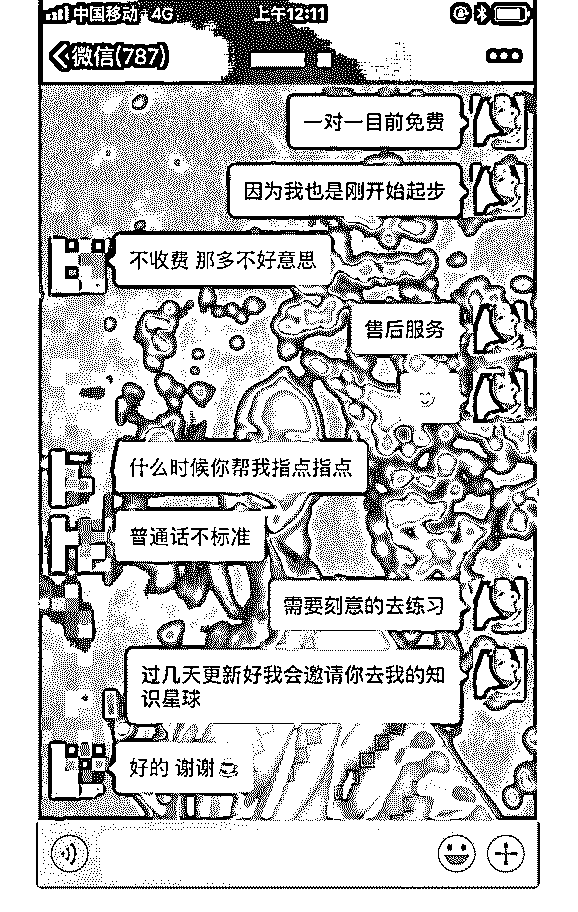 中国移动 4G
上午12:11
微信(787)
一对一目前免费
因为我也是刚开始起步
不收费 那多不好意思
售后服务
什么时候你帮我指点指点
普通话不标准
需要刻意的去练习
过几天更新好我会邀请你去我的知
识星球
好的 谢谢